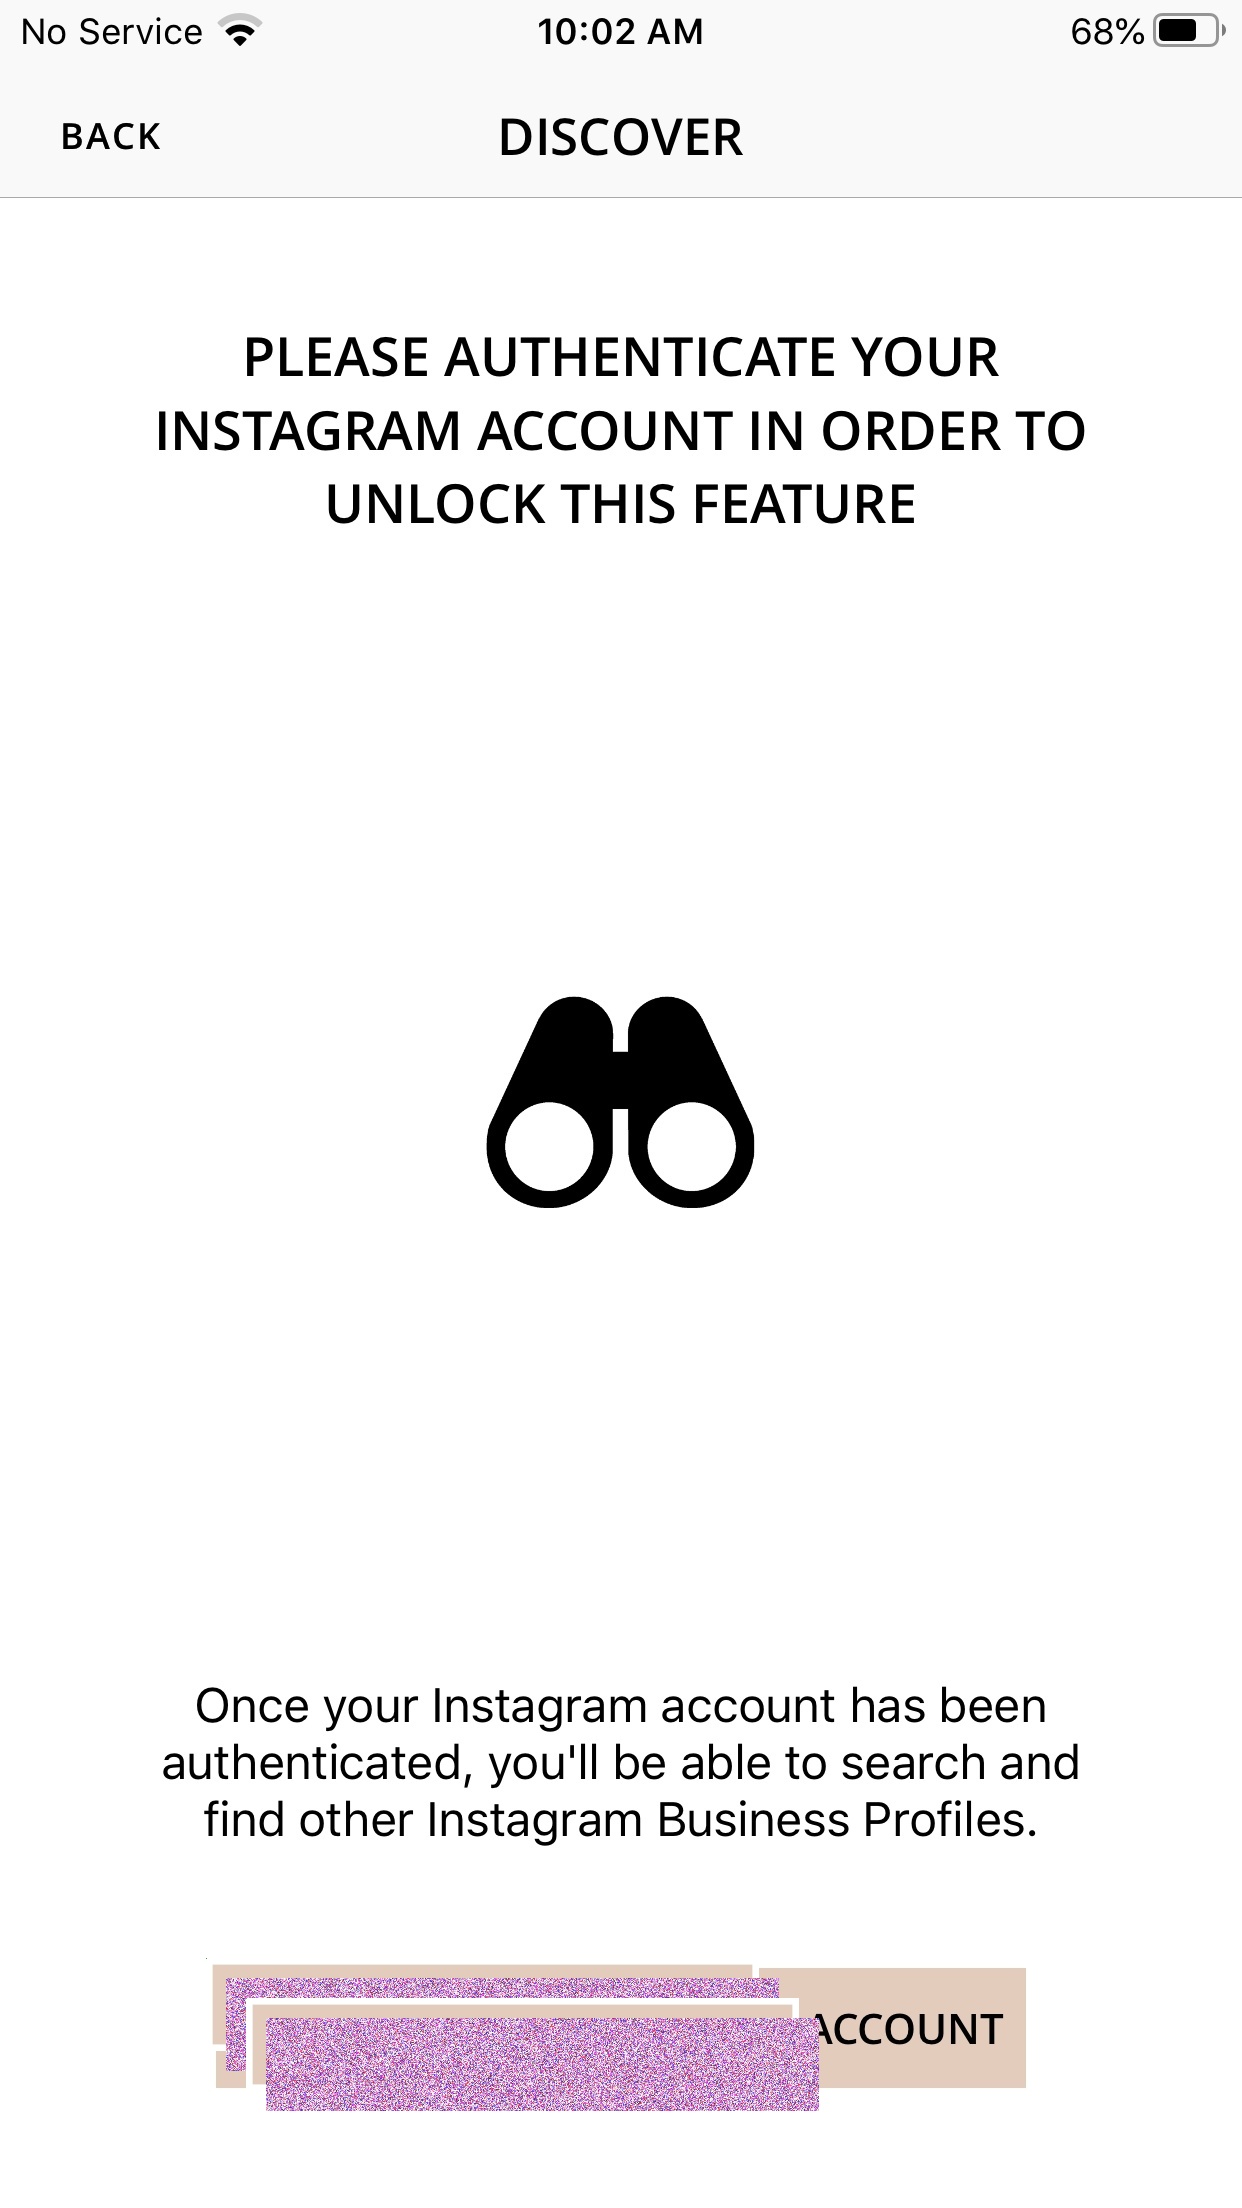 No Service 10:02 AM 68%
BACK DISCOVER
PLEASE AUTHENTICATE YOUR
INSTAGRAM ACCOUNT IN ORDER TO
UNLOCK THIS FEATURE
Once your Instagram account has been
authenticated, you'll be able to search and
find other Instagram Business Profiles.
ACCOUNT